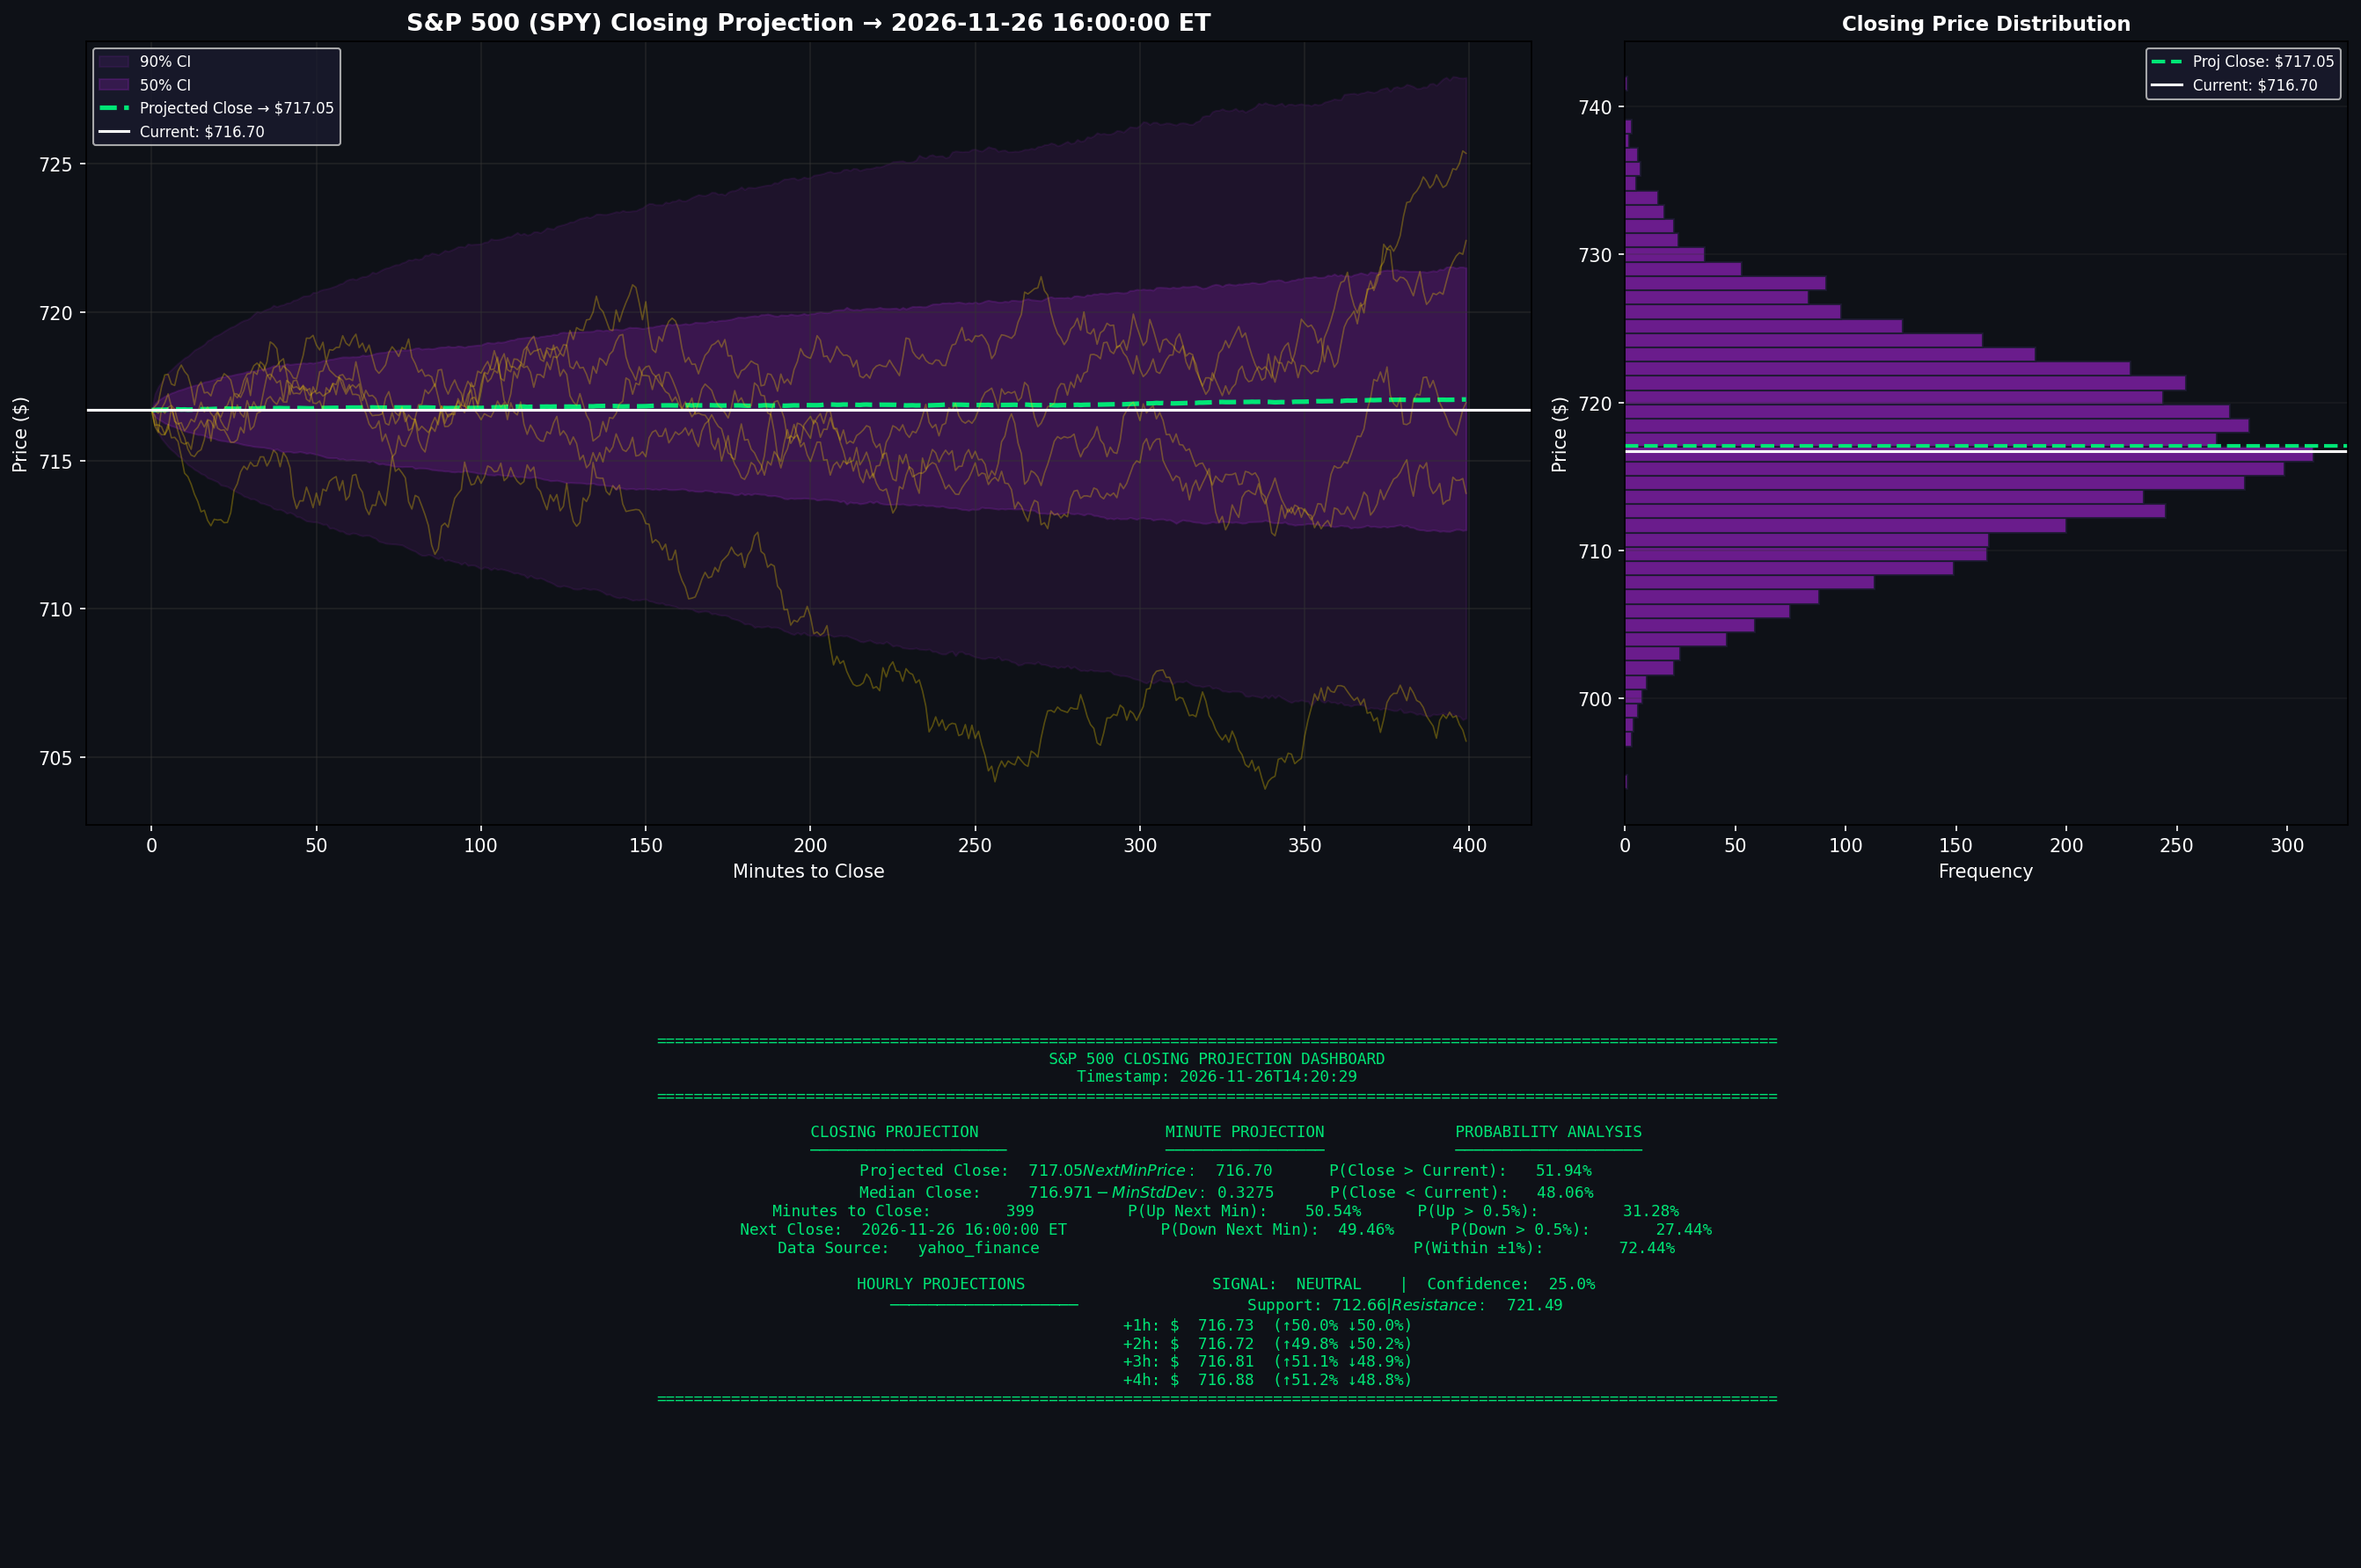 S&P 500 (SPY) Closing Projection → 2026-11-26 16:00:00 ET
90% CI
50% CI
Projected Close → $717.05
Current: $716.70
725
720
715
710
705
Price ($)
0 50 100 150 200 250 300 350 400
Minutes to Close
Closing Price Distribution
Proj Close: $717.05
Current: $716.70
740
730
720
710
700
Price ($)
0 50 100 150 200 250 300
Frequency
S&P 500 CLOSING PROJECTION DASHBOARD
Timestamp: 2026-11-26T14:20:29
CLOSING PROJECTION MINUTE PROJECTION PROBABILITY ANALYSIS
Projected Close: 717.05NextMinPrice: 716.70 P(Close > Current): 51.94%
Median Close: 716.971-MinStdDev: 0.3275 P(Close < Current): 48.06%
Minutes to Close: 399 P(Up Next Min): 50.54% P(Up > 0.5%): 31.28%
Next Close: 2026-11-26 16:00:00 ET P(Down Next Min): 49.46% P(Down > 0.5%): 27.44%
Data Source: yahoo_finance P(Within ±1%): 72.44%
HOURLY PROJECTIONS SIGNAL: NEUTRAL | Confidence: 25.0%
Support: 712.66|Resistance: 721.49
+1h: $ 716.73 (↑50.0% ↓50.0%)
+2h: $ 716.72 (↑49.8% ↓50.2%)
+3h: $ 716.81 (↑51.1% ↓48.9%)
+4h: $ 716.88 (↑51.2% ↓48.8%)